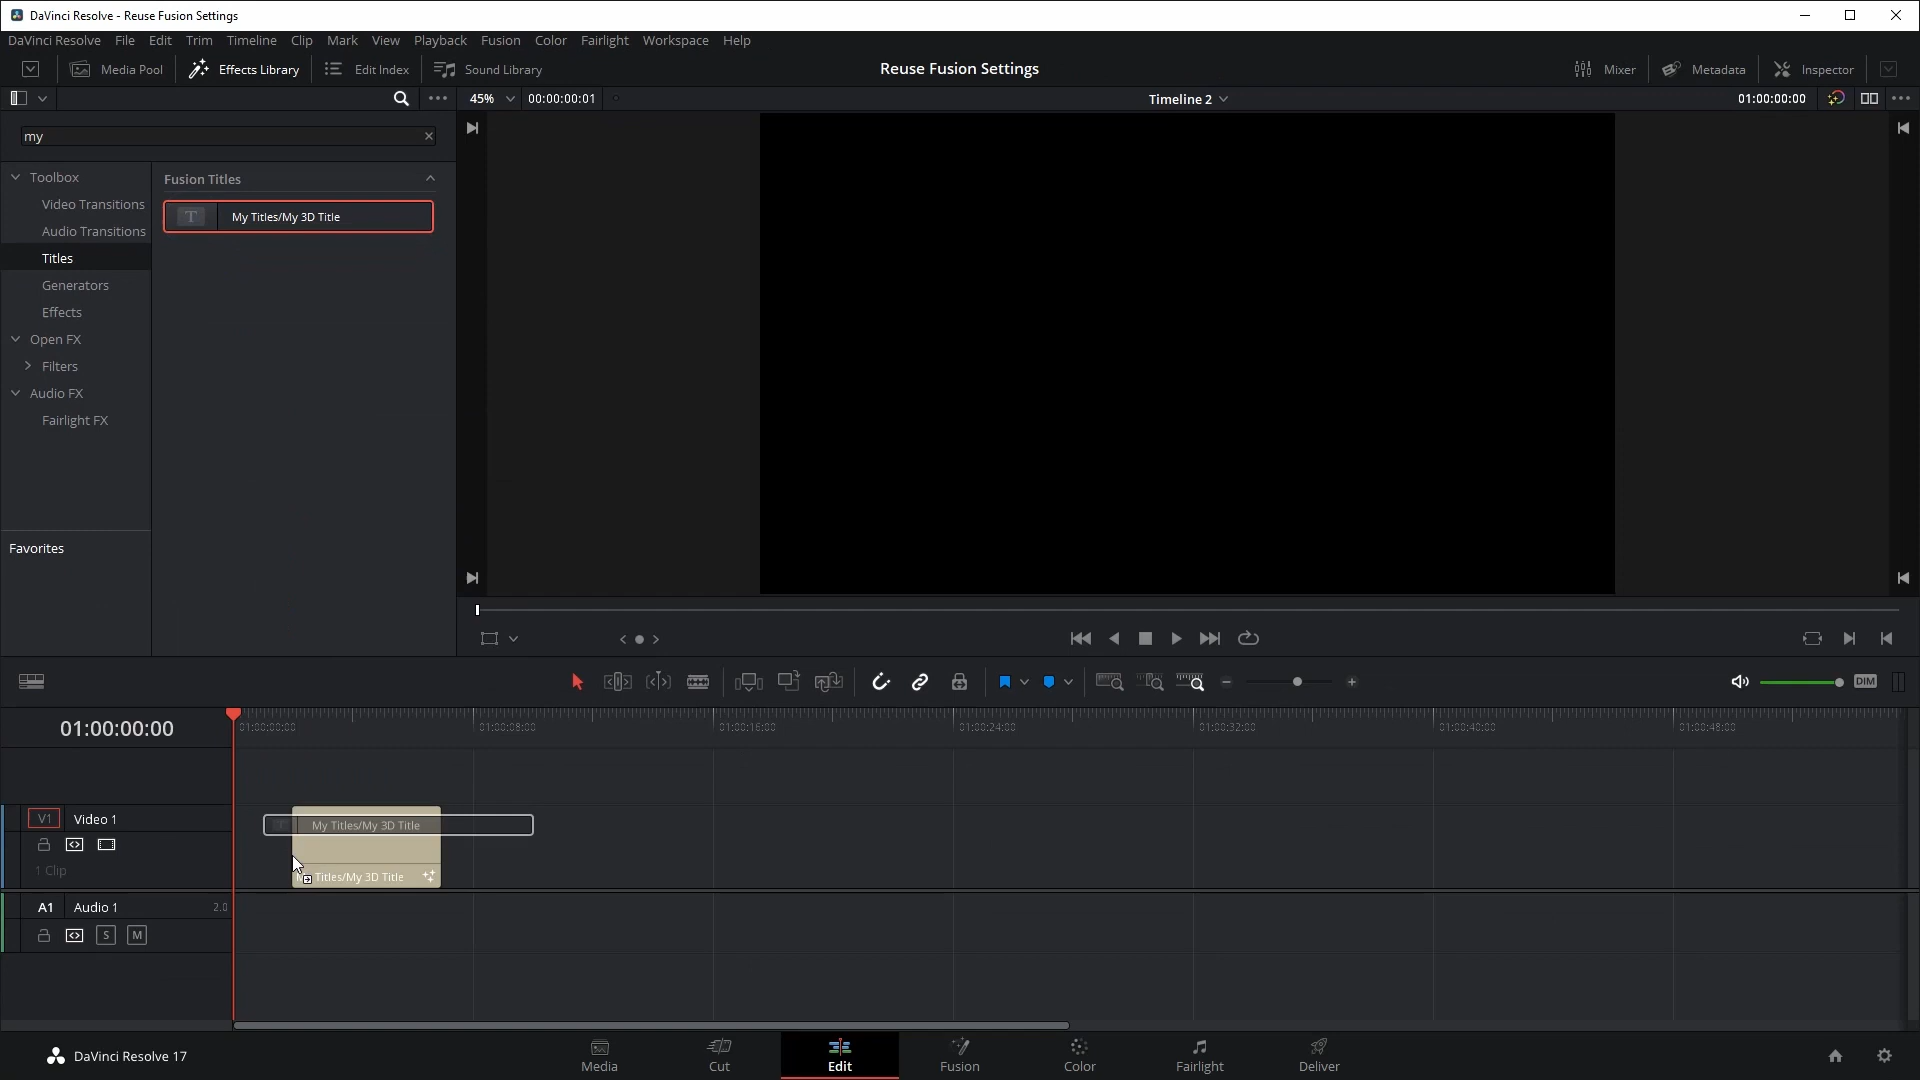 DaVinci Resolve - Reuse Fusion Settings
DaVinci Resolve File Edit Trim Timeline Clip Mark View Playback Fusion Color Fairlight Workspace Help
Media Pool Effects Library Edit Index Sound Library Reuse Fusion Settings Mixer Metadata Inspector
45% 00:00:00:01 Timeline 2 01:00:00:00
my
Toolbox
Video Transitions
Audio Transitions
Titles
Generators
Effects
Open FX
Filters
Audio FX
Fairlight FX
Favorites
Fusion Titles
T My Titles/My 3D Title
DIM
01:00:00:00
01:00:00:00 01:00:08:00 01:00:16:00 01:00:24:00 01:00:32:00 01:00:40:00 01:00:48:00
V1 Video 1
1 Clip
My Titles/My 3D Title
Titles/My 3D Title
A1 Audio 1 2.0
S M
DaVinci Resolve 17
Media Cut Edit Fusion Color Fairlight Deliver